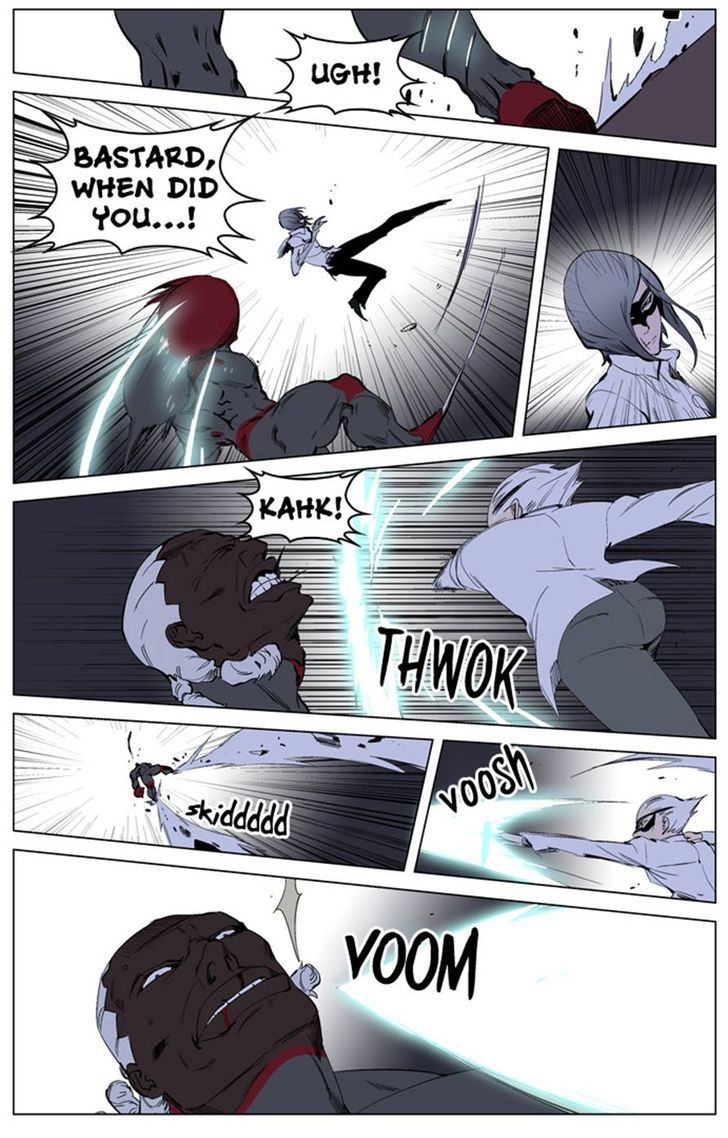 UGH!
BASTARD,
WHEN DID
YOU...!
KAHK!
THWOK
skiddddd
voosh
VOOM